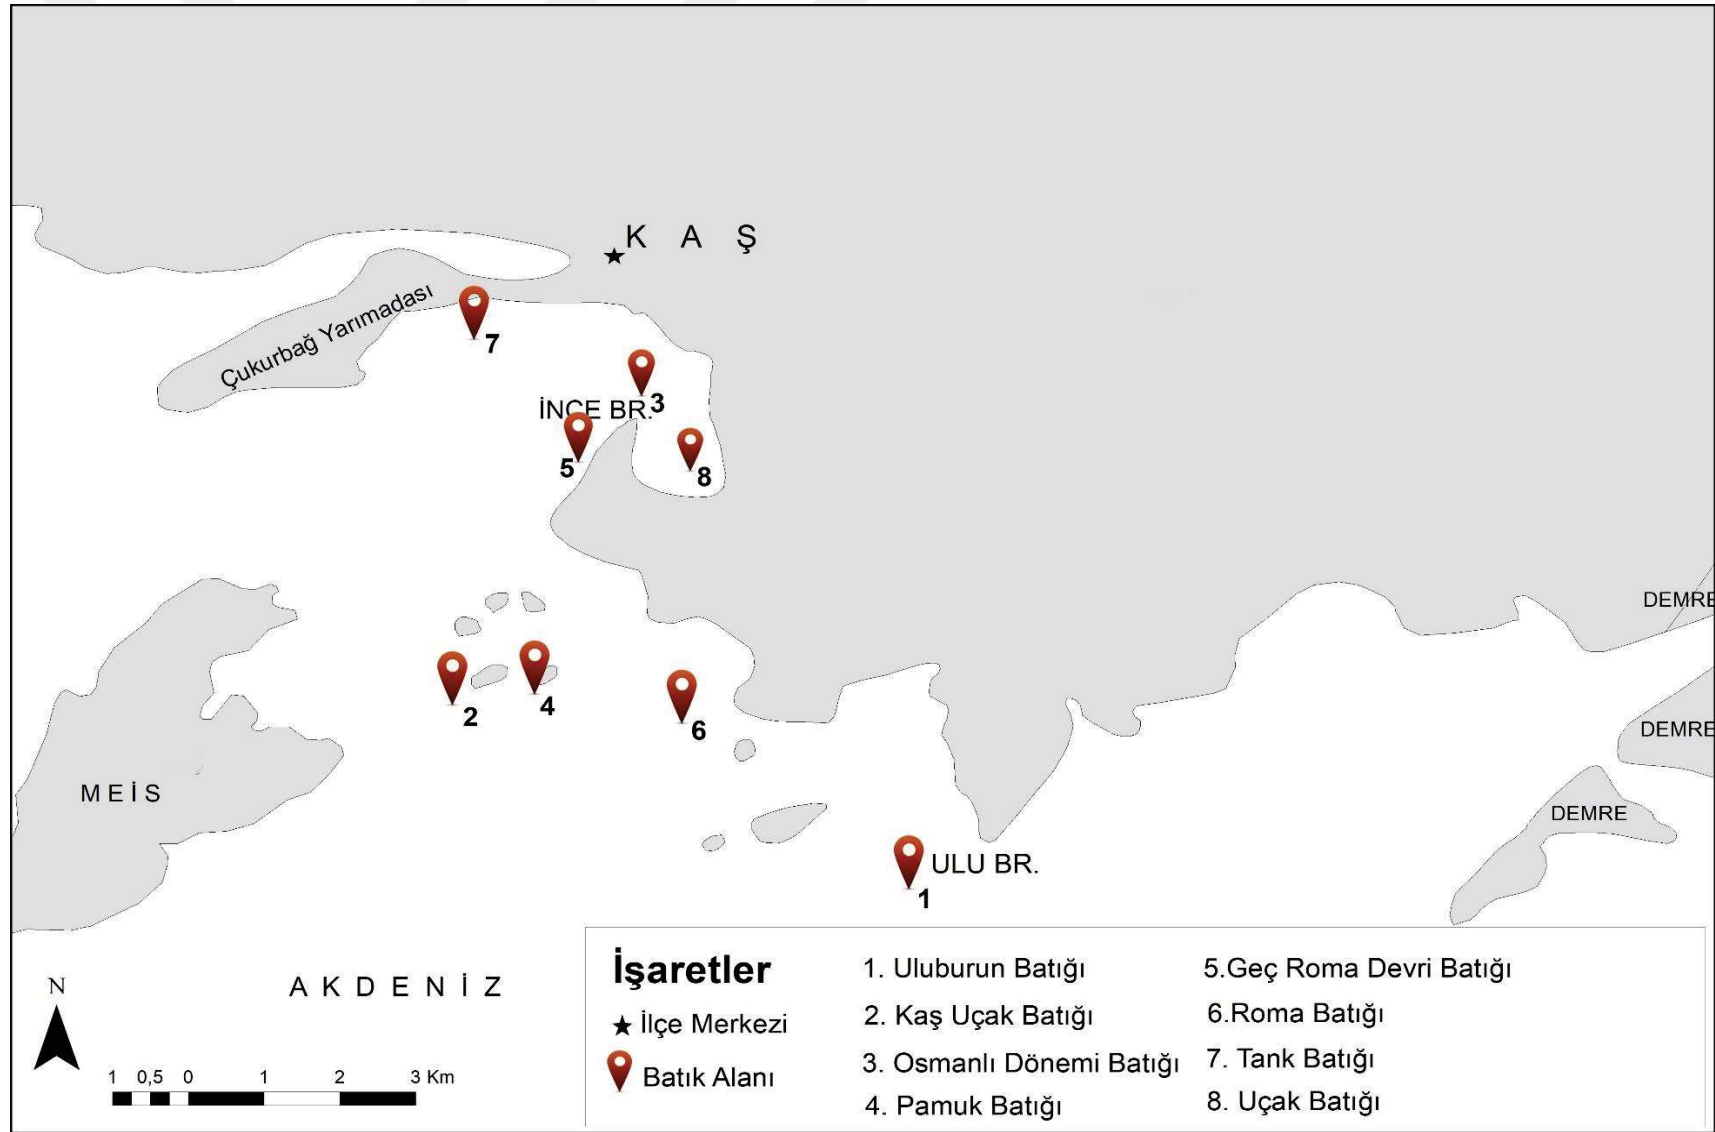 K A Ş
Çukurbağ Yarımadası
7
3
İNCE BR.
5
8
DEMRE
2
4
6
DEMRE
MEİS
DEMRE
ULU BR.
1
AKDENİZ
N
1 0,5 0 1 2 3 Km
İşaretler
İlçe Merkezi
Batık Alanı
1. Uluburun Batığı
2. Kaş Uçak Batığı
3. Osmanlı Dönemi Batığı
4. Pamuk Batığı
5.Geç Roma Devri Batığı
6.Roma Batığı
7. Tank Batığı
8. Uçak Batığı